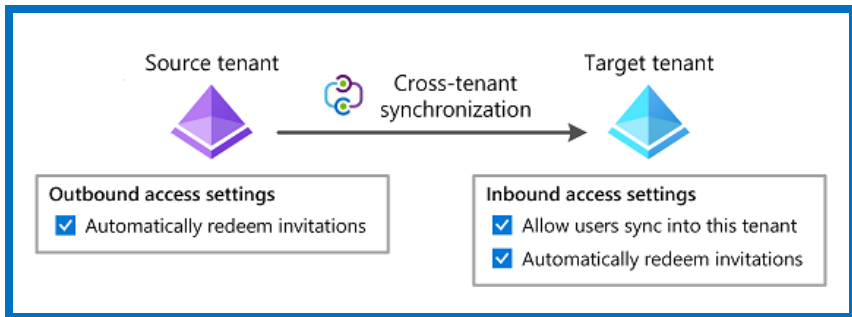 Source tenant
Target tenant
Cross-tenant
synchronization
Outbound access settings
Automatically redeem invitations
Inbound access settings
Allow users sync into this tenant
Automatically redeem invitations